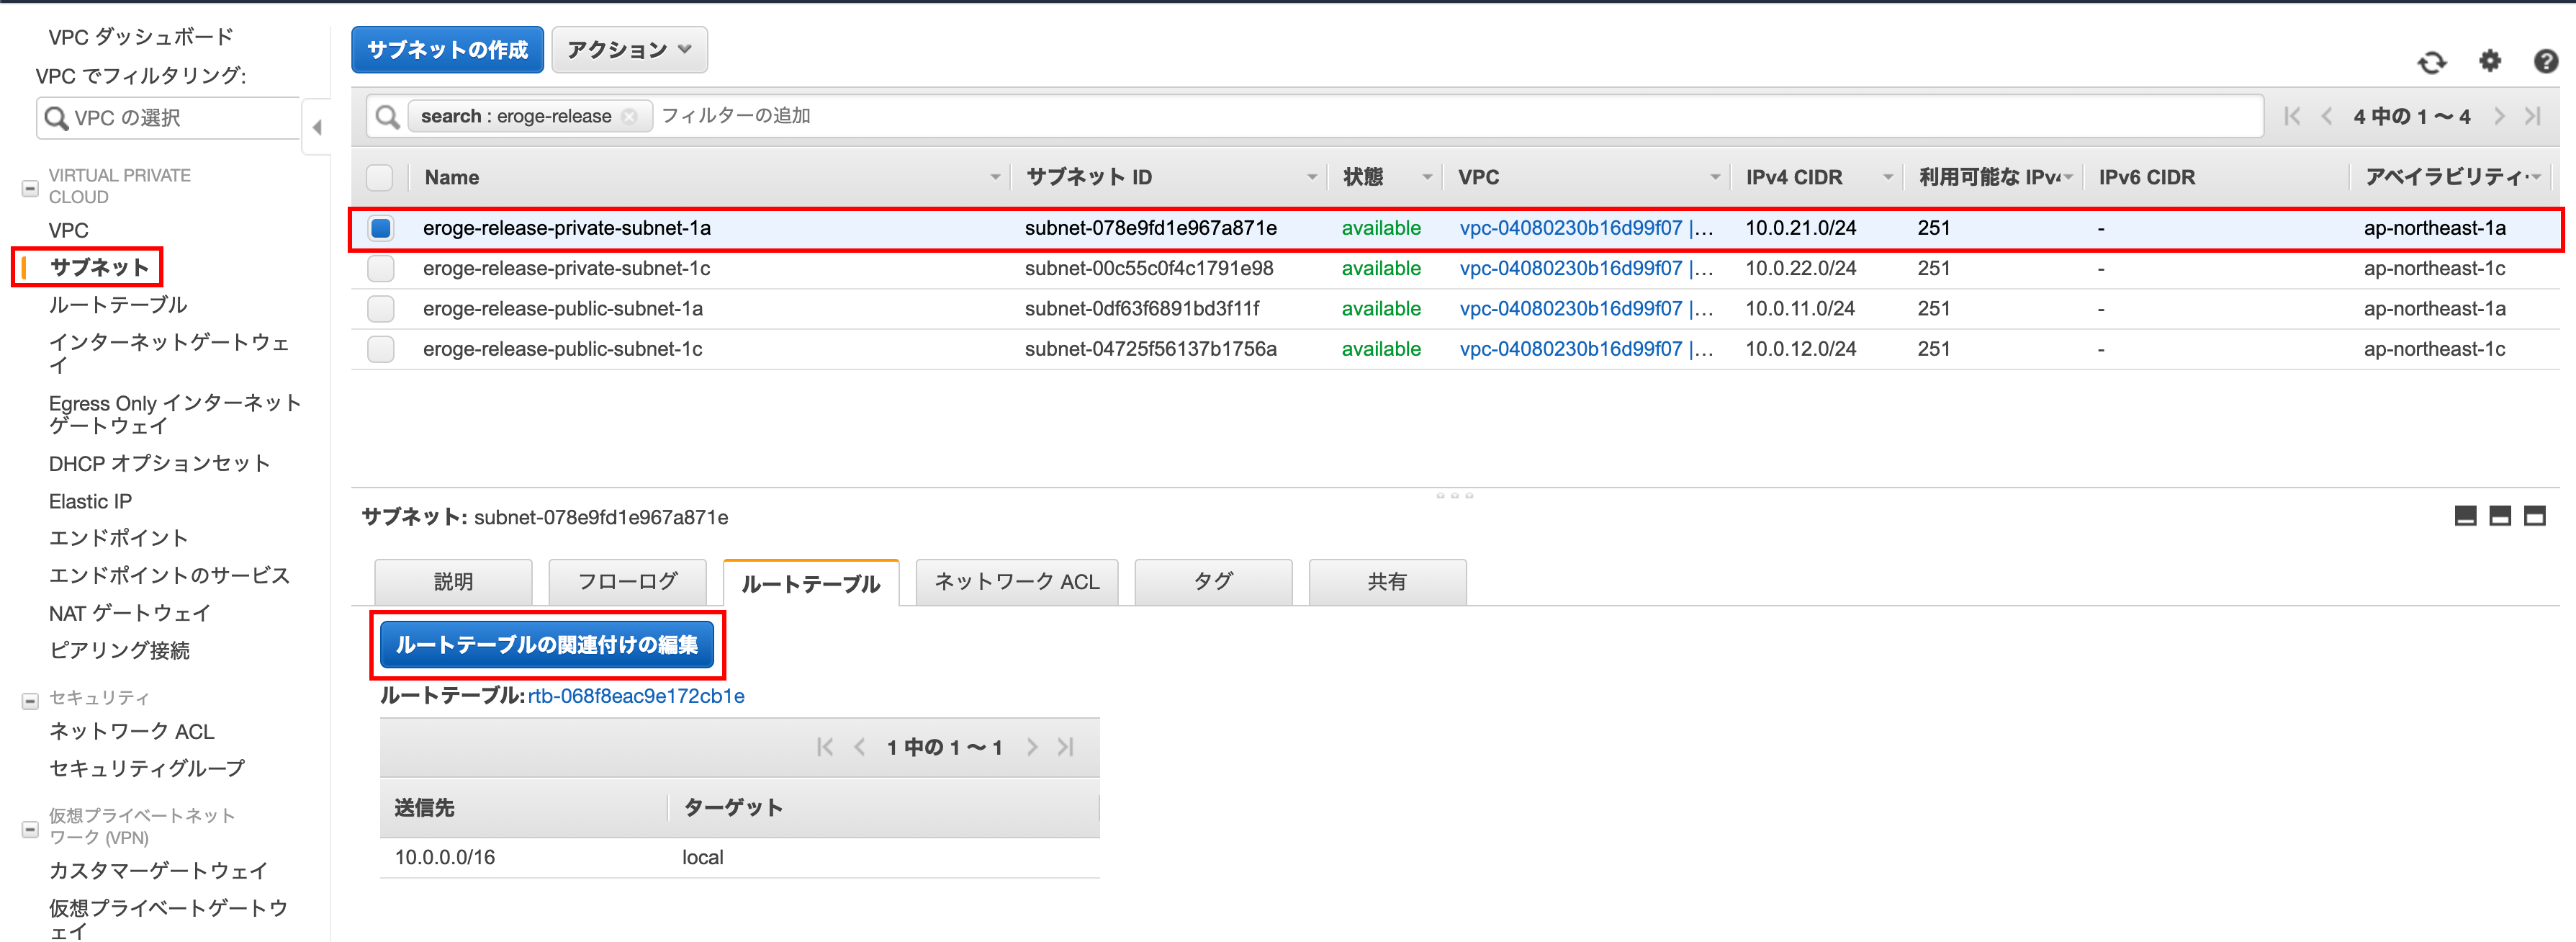 VPC ダッシュボード
VPC でフィルタリング:
VPC の選択
VIRTUAL PRIVATE
CLOUD
VPC
サブネット
ルートテーブル
インターネットゲートウェ
イ
Egress Only インターネット
ゲートウェイ
DHCP オプションセット
Elastic IP
エンドポイント
エンドポイントのサービス
NAT ゲートウェイ
ピアリング接続
セキュリティ
ネットワーク ACL
セキュリティグループ
仮想プライベートネット
ワーク (VPN)
カスタマーゲートウェイ
仮想プライベートゲートウ
ェイ
サブネットの作成 アクション
search : eroge-release フィルターの追加 4 中の 1 〜 4
Name サブネット ID 状態 VPC IPv4 CIDR 利用可能な IPv4 IPv6 CIDR アベイラビリティ
eroge-release-private-subnet-1a subnet-078e9fd1e967a871e available vpc-04080230b16d99f07 |... 10.0.21.0/24 251 - ap-northeast-1a
eroge-release-private-subnet-1c subnet-00c55c0f4c1791e98 available vpc-04080230b16d99f07 |... 10.0.22.0/24 251 - ap-northeast-1c
eroge-release-public-subnet-1a subnet-0df63f6891bd3f11f available vpc-04080230b16d99f07 |... 10.0.11.0/24 251 - ap-northeast-1a
eroge-release-public-subnet-1c subnet-04725f56137b1756a available vpc-04080230b16d99f07 |... 10.0.12.0/24 251 - ap-northeast-1c
サブネット: subnet-078e9fd1e967a871e
説明 フローログ ルートテーブル ネットワーク ACL タグ 共有
ルートテーブルの関連付けの編集
ルートテーブル: rtb-068f8eac9e172cb1e
1 中の 1 〜 1
送信先 ターゲット
10.0.0.0/16 local